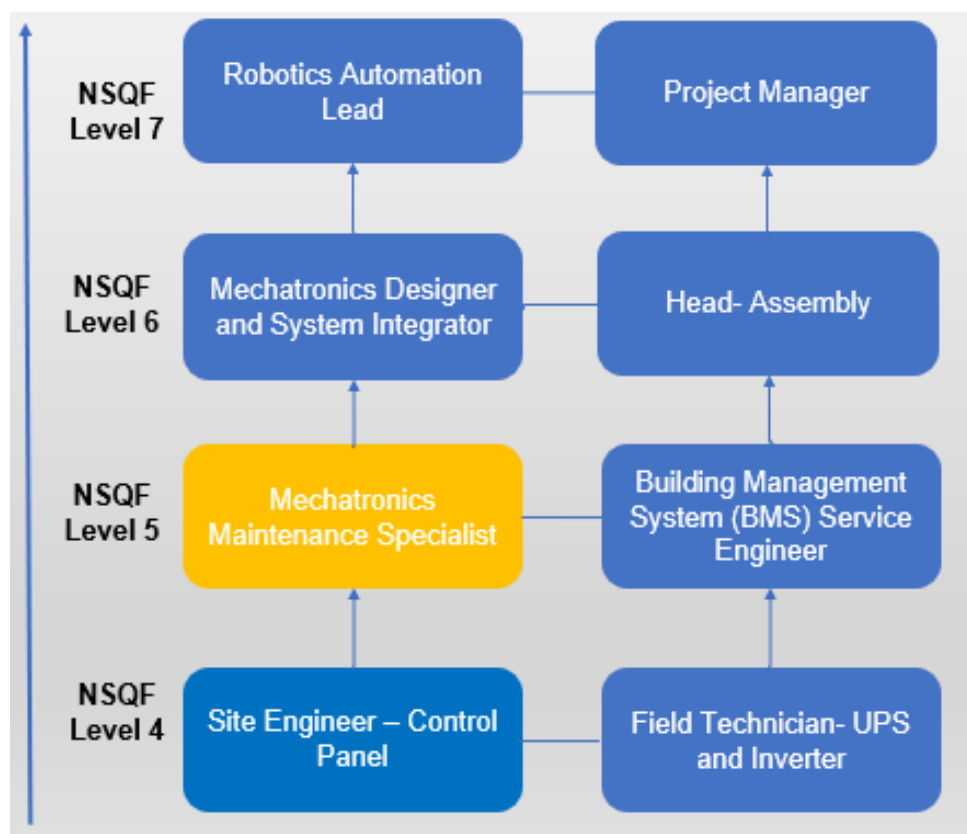 NSQF
Level 7
Robotics Automation
Lead
Project Manager
NSQF
Level 6
Mechatronics Designer
and System Integrator
Head- Assembly
NSQF
Level 5
Mechatronics
Maintenance Specialist
Building Management
System (BMS) Service
Engineer
NSQF
Level 4
Site Engineer – Control
Panel
Field Technician- UPS
and Inverter